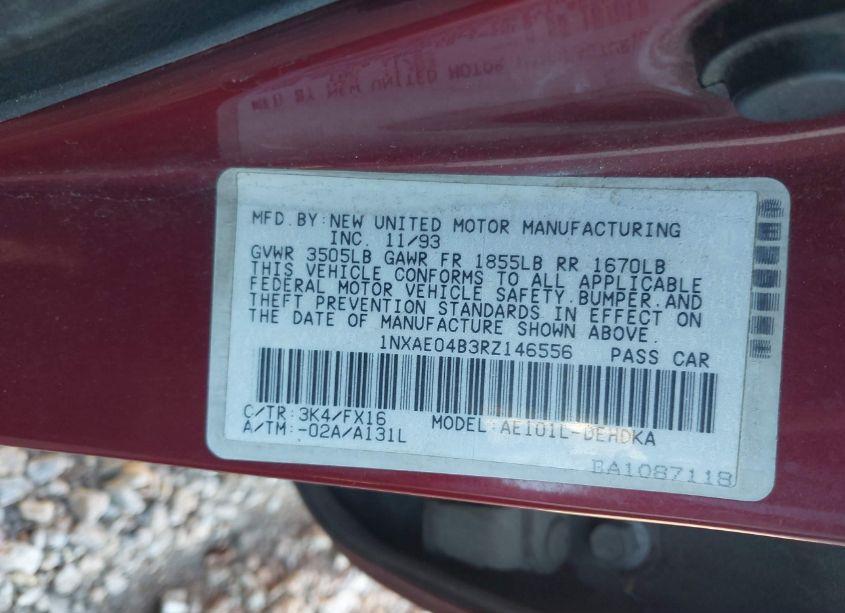 MFD.BY:NEW UNITED MOTOR MANUFACTURING
INC. 11/93
GVWR 3505LB GAWR FR 1855LB RR 1670LB
THIS VEHICLE CONFORMS TO ALL APPLICABLE
FEDERAL MOTOR VEHICLE SAFETY.BUMPER.AND
THEFT PREVENTION STANDARDS IN EFFECT ON
THE DATE OF MANUFACTURE SHOWN ABOVE.
1NXAE04B3RZ146556 PASS CAR
C/TR:3K4/FX16 MODEL:AE101L-DEHDKA
A/TM:-02A/A131L
BA1087118